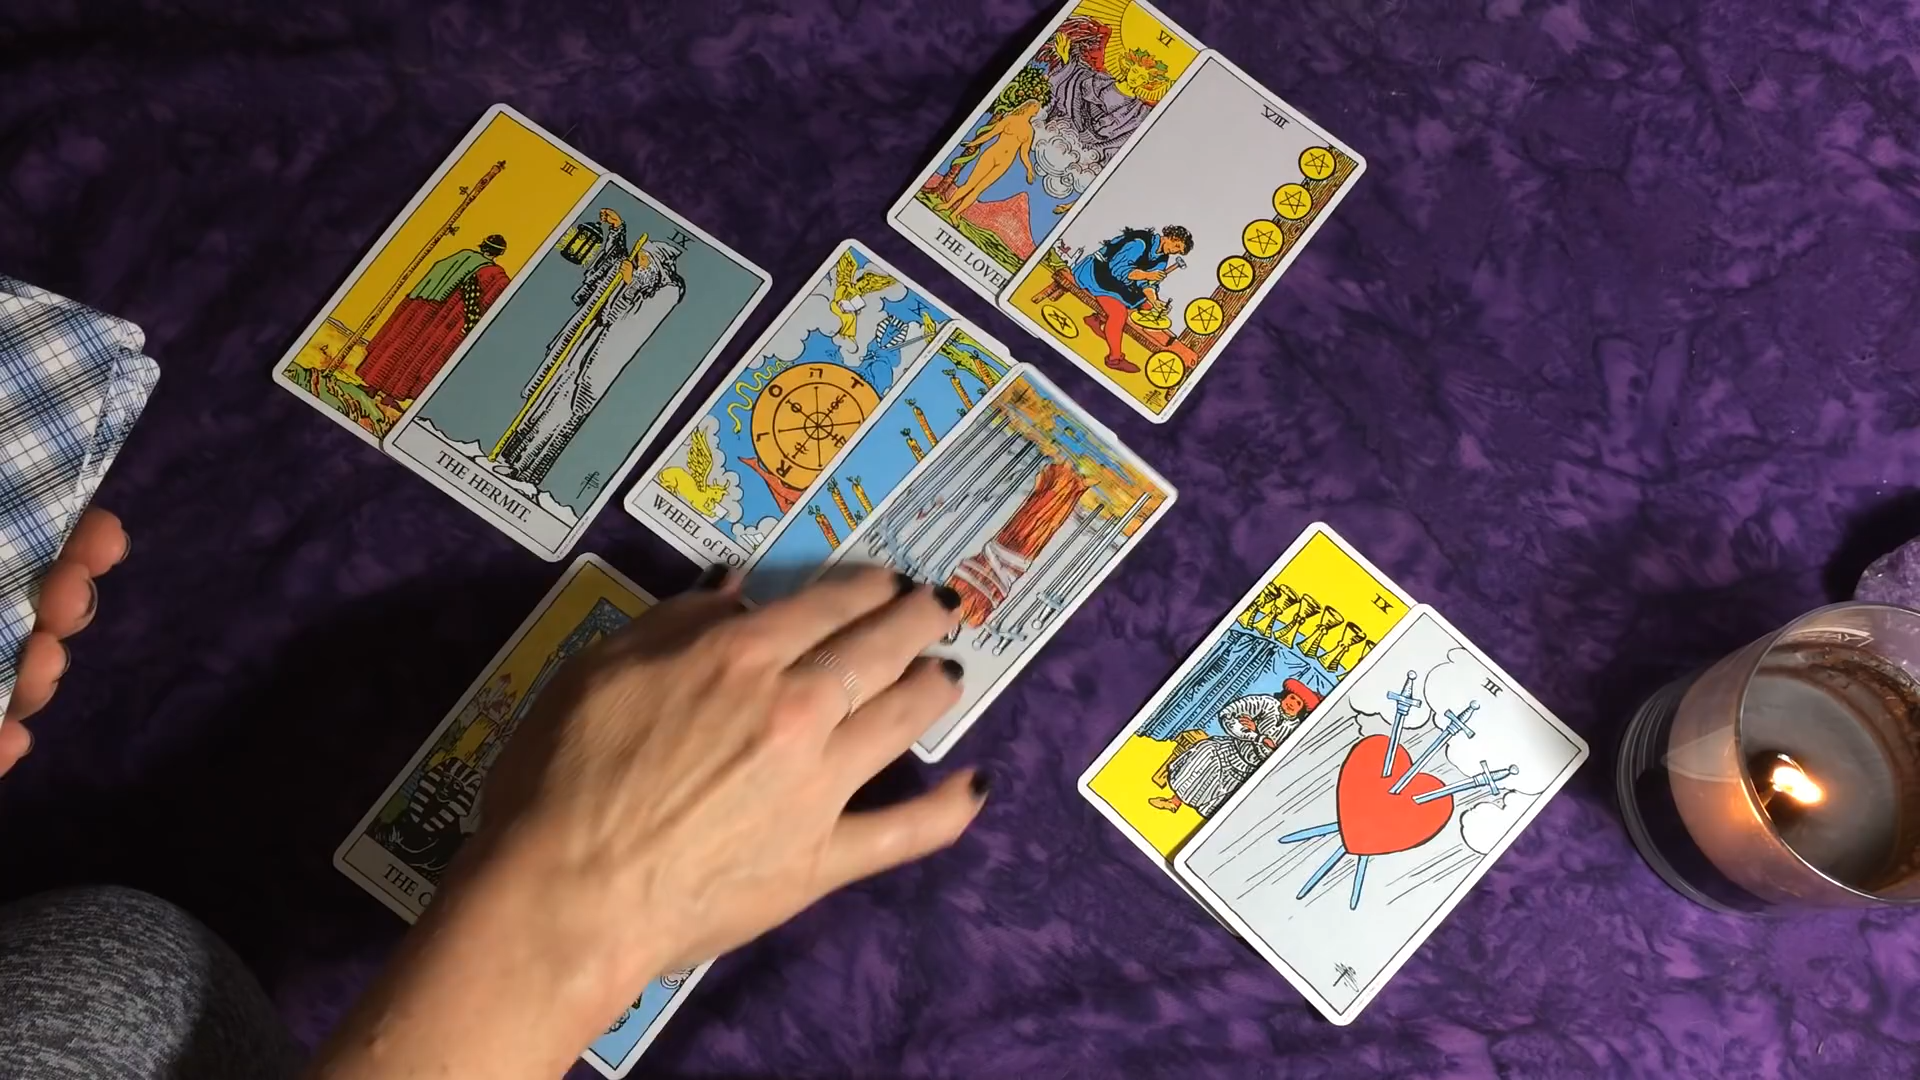 VI
VIII
THE LOVER
III
IX
THE HERMIT.
X
WHEEL of FO
T
O
R
THE C
IX
III